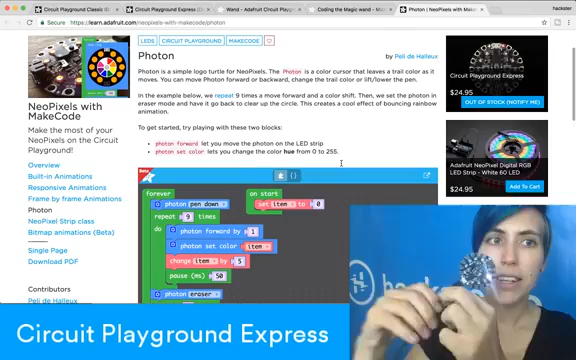 Circuit Playground Classic
Circuit Playground Express
Wand - Adafruit Circuit Play
Coding the Magic wand -
Photon | NeoPixels with Mak
hackster
Secure
https://learn.adafruit.com/neopixels-with-makecode/photon
LEDS
CIRCUIT PLAYGROUND
MAKECODE
Photon
by Peli de Halleux
Photon is a simple logo turtle for NeoPixels. The Photon is a color cursor that leaves a trail color as it
moves. You can move Photon forward or backward, change the trail color or lift/lower the pen.
In the example below, we repeat 9 times a move forward and a color shift. Then, we set the photon in
eraser mode and have it go back to clear up the circle. This creates a cool effect of bouncing rainbow
animation.
To get started, try playing with these two blocks:
photon forward let you move the photon on the LED strip
photon set color lets you change the color hue from 0 to 255.
NeoPixels with
MakeCode
Make the most of your
NeoPixels on the Circuit
Playground!
Overview
Built-in Animations
Responsive Animations
Frame by frame Animations
Photon
NeoPixel Strip class
Bitmap animations (Beta)
Single Page
Download PDF
Contributors
Peli de Halleux
Beta
{}
forever
photon pen down
repeat 9 times
do
photon forward by 1
photon set color item
change item by 5
pause (ms) 50
photon eraser
on start
set item to 0
Circuit Playground Express
$24.95
OUT OF STOCK (NOTIFY ME)
Adafruit NeoPixel Digital RGB
LED Strip - White 60 LED
$24.95
Add To Cart
Circuit Playground Express